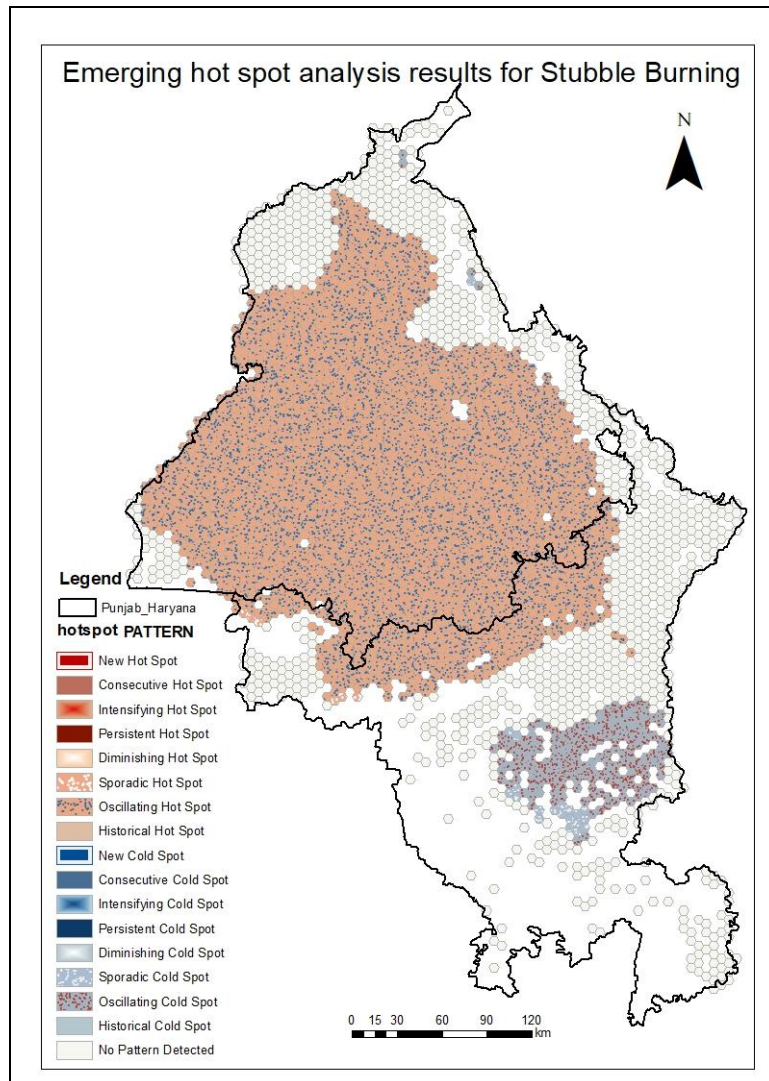 Emerging hot spot analysis results for Stubble Burning
N
Legend
Punjab_Haryana
hotspot PATTERN
New Hot Spot
Consecutive Hot Spot
Intensifying Hot Spot
Persistent Hot Spot
Diminishing Hot Spot
Sporadic Hot Spot
Oscillating Hot Spot
Historical Hot Spot
New Cold Spot
Consecutive Cold Spot
Intensifying Cold Spot
Persistent Cold Spot
Diminishing Cold Spot
Sporadic Cold Spot
Oscillating Cold Spot
Historical Cold Spot
No Pattern Detected
0 15 30 60 90 120
km